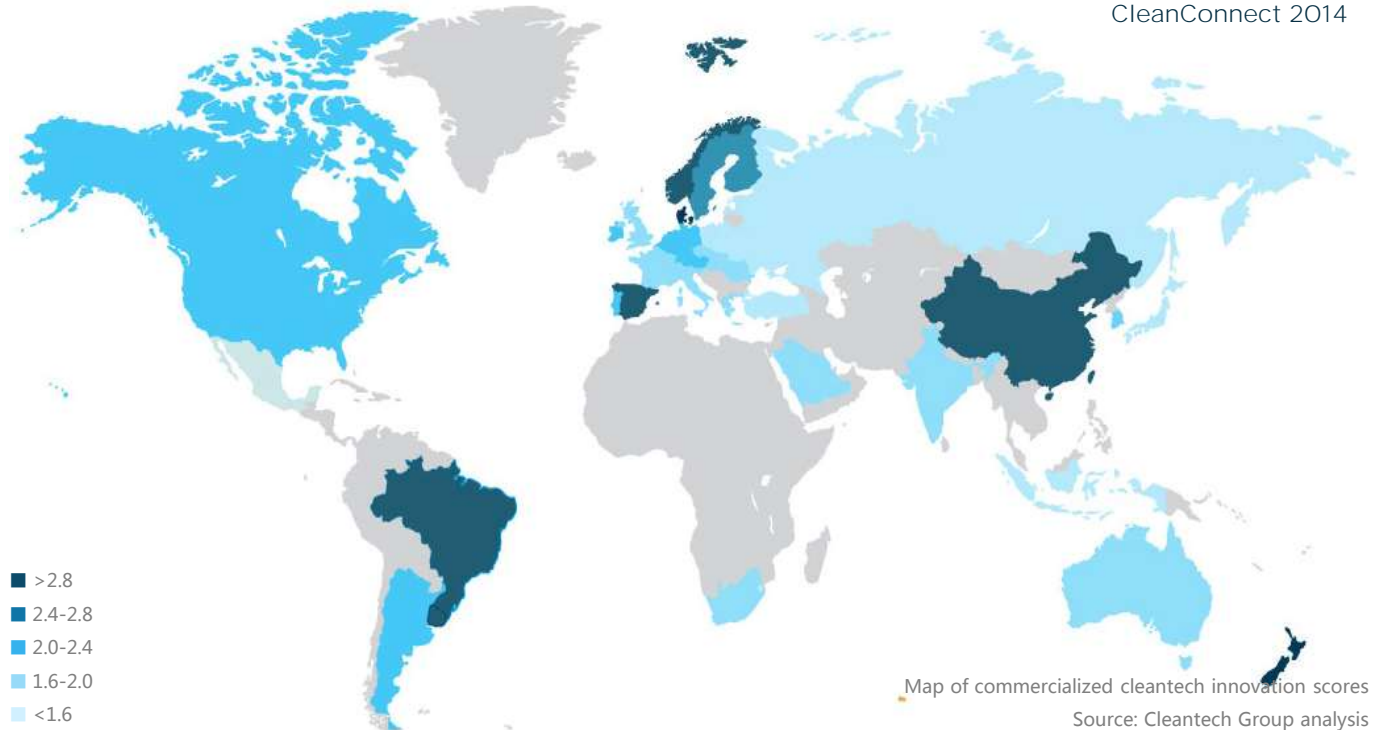 CleanConnect 2014
>2.8
2.4-2.8
2.0-2.4
1.6-2.0
<1.6
Map of commercialized cleantech innovation scores
Source: Cleantech Group analysis